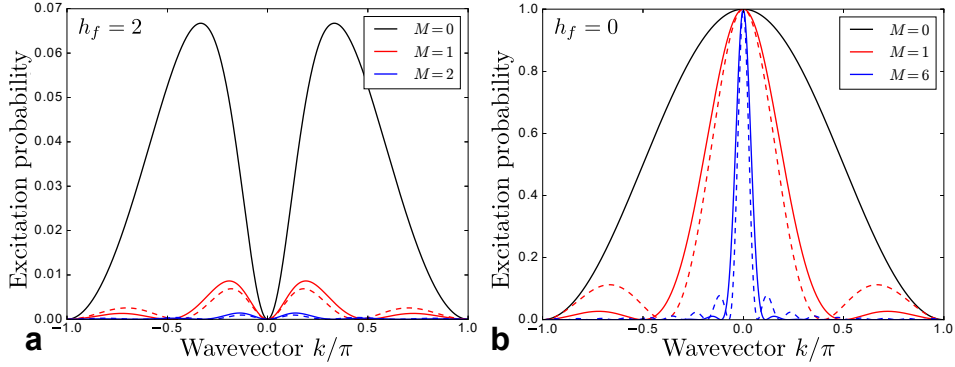 h_f = 2
M=0
M=1
M=2
Excitation probability
0.07
0.06
0.05
0.04
0.03
0.02
0.01
0.00
−1.0 −0.5 0.0 0.5 1.0
Wavevector k/π
a
h_f = 0
M=0
M=1
M=6
Excitation probability
1.0
0.8
0.6
0.4
0.2
0.0
−1.0 −0.5 0.0 0.5 1.0
Wavevector k/π
b